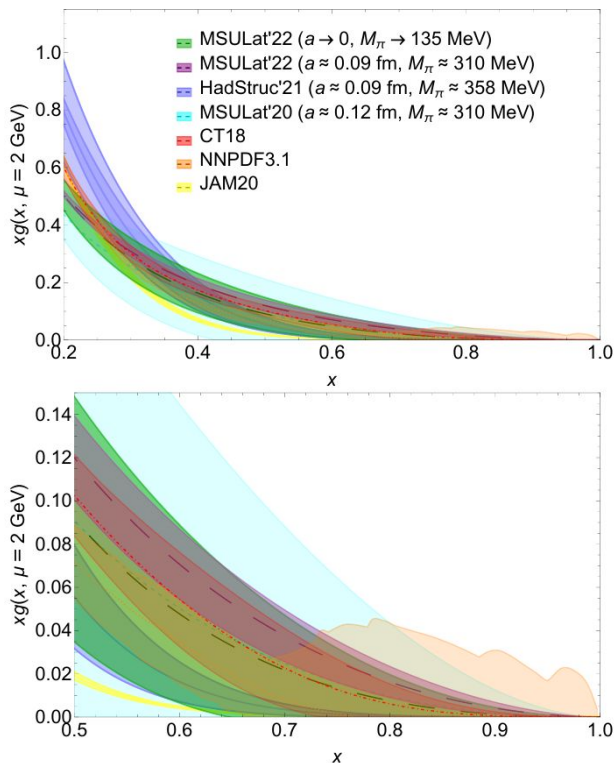 1.0
0.8
0.6
0.4
0.2
0.0
xg(x, μ = 2 GeV)
MSULat'22 (a → 0, Mπ → 135 MeV)
MSULat'22 (a ≈ 0.09 fm, Mπ ≈ 310 MeV)
HadStruc'21 (a ≈ 0.09 fm, Mπ ≈ 358 MeV)
MSULat'20 (a ≈ 0.12 fm, Mπ ≈ 310 MeV)
CT18
NNPDF3.1
JAM20
0.2 0.4 0.6 0.8 1.0
x
0.14
0.12
0.10
0.08
0.06
0.04
0.02
0.00
xg(x, μ = 2 GeV)
0.5 0.6 0.7 0.8 0.9 1.0
x